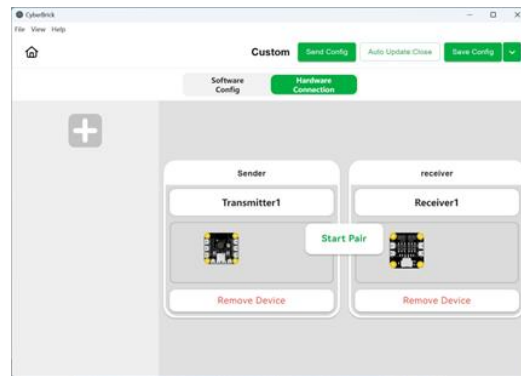 CyberBrick
File View Help
Custom
Send Config
Auto Update Close
Save Config
Software
Config
Hardware
Connection
Sender
receiver
Transmitter1
Receiver1
Start Pair
Remove Device
Remove Device